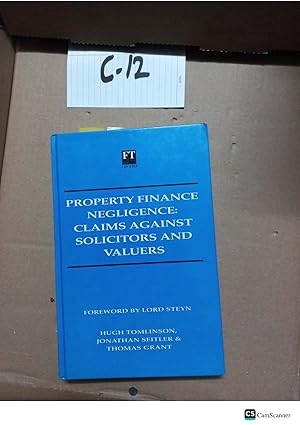 C-12
FT
PROPERTY FINANCE
NEGLIGENCE:
CLAIMS AGAINST
SOLICITORS AND
VALUERS
FOREWORD BY LORD STEYN
HUGH TOMLINSON,
JONATHAN SEITLER &
THOMAS GRANT
CS CamScanner